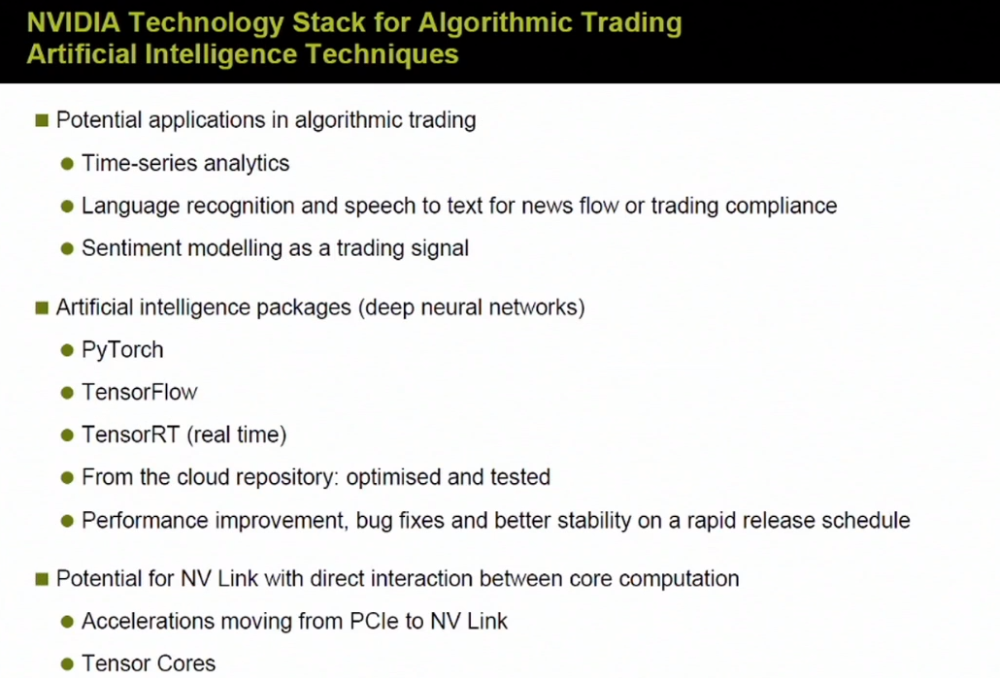 NVIDIA Technology Stack for Algorithmic Trading
Artificial Intelligence Techniques
Potential applications in algorithmic trading
Time-series analytics
Language recognition and speech to text for news flow or trading compliance
Sentiment modelling as a trading signal
Artificial intelligence packages (deep neural networks)
PyTorch
TensorFlow
TensorRT (real time)
From the cloud repository: optimised and tested
Performance improvement, bug fixes and better stability on a rapid release schedule
Potential for NV Link with direct interaction between core computation
Accelerations moving from PCIe to NV Link
Tensor Cores